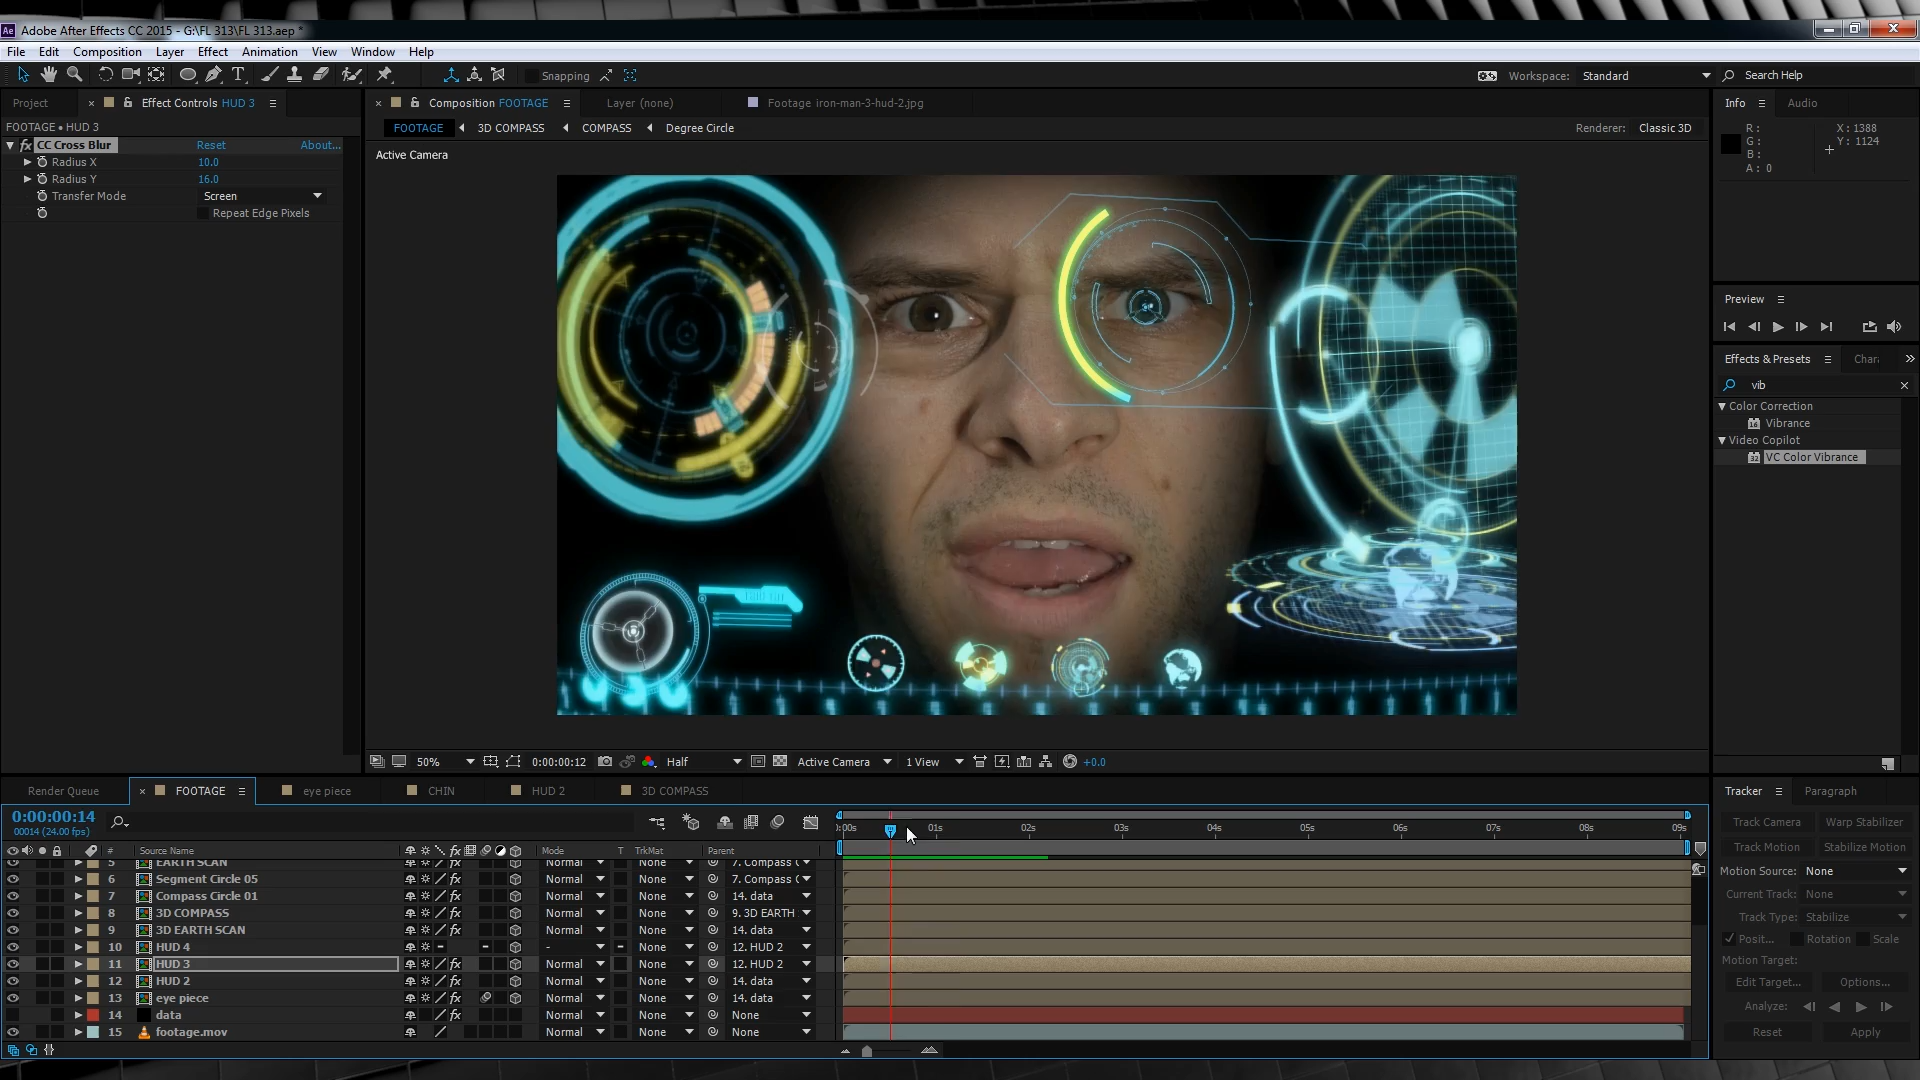 Adobe After Effects CC 2015 - G:\FL 313\FL 313.aep *
File Edit Composition Layer Effect Animation View Window Help
Snapping Workspace: Standard Search Help
Project Effect Controls HUD 3 Composition FOOTAGE Layer (none) Footage iron-man-3-hud-2.jpg Info Audio
FOOTAGE • HUD 3 FOOTAGE 3D COMPASS COMPASS Degree Circle Renderer: Classic 3D
R: X: 1388
G: Y: 1124
B:
A: 0
fx CC Cross Blur Reset About...
Radius X 10.0
Radius Y 16.0
Transfer Mode Screen
Repeat Edge Pixels
Active Camera
Preview
Effects & Presets Chara
vib
Color Correction
Vibrance
Video Copilot
VC Color Vibrance
50% 0:00:00:12 Half Active Camera 1 View +0.0
Render Queue FOOTAGE eye piece CHIN HUD 2 3D COMPASS
0:00:00:14
00014 (24.00 fps)
:00s 01s 02s 03s 04s 05s 06s 07s 08s 09s
# Source Name Mode T TrkMat Parent
5 EARTH SCAN Normal None 7. Compass C
6 Segment Circle 05 Normal None 7. Compass C
7 Compass Circle 01 Normal None 14. data
8 3D COMPASS Normal None 9. 3D EARTH
9 3D EARTH SCAN Normal None 14. data
10 HUD 4 - None 12. HUD 2
11 HUD 3 Normal None 12. HUD 2
12 HUD 2 Normal None 14. data
13 eye piece Normal None 14. data
14 data Normal None None
15 footage.mov Normal None None
Tracker Paragraph
Track Camera Warp Stabilizer
Track Motion Stabilize Motion
Motion Source: None
Current Track: None
Track Type: Stabilize
Posit... Rotation Scale
Motion Target:
Edit Target... Options...
Analyze:
Reset Apply